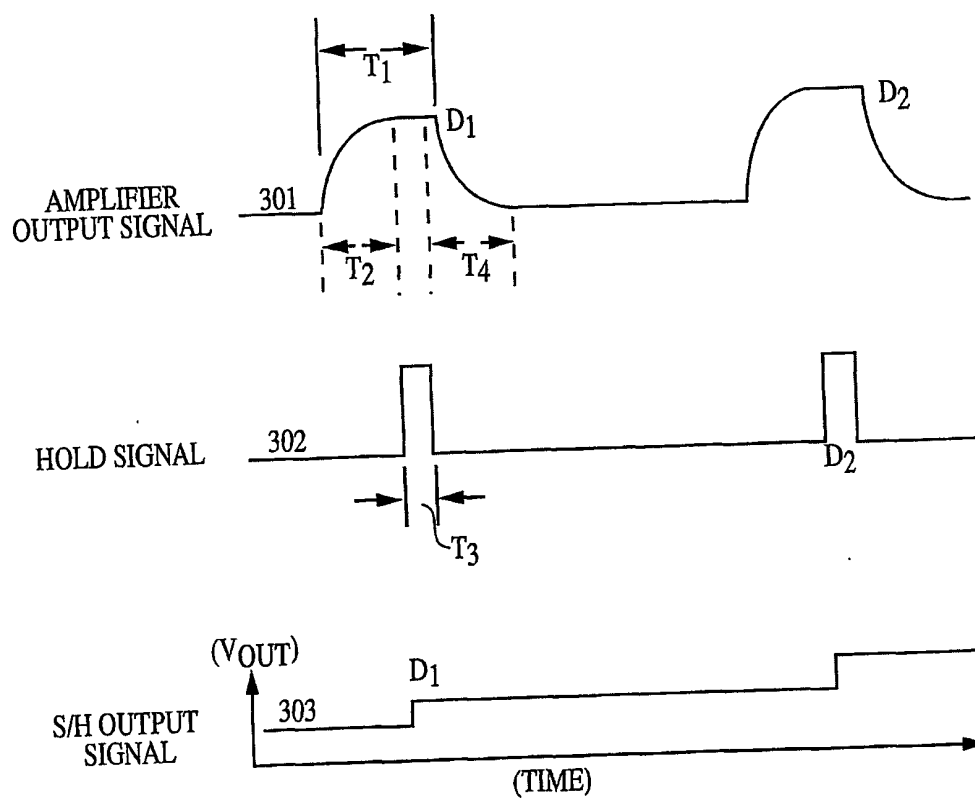 T1
D1
D2
301
AMPLIFIER
OUTPUT SIGNAL
T2
T4
302
HOLD SIGNAL
D2
T3
(VOUT)
D1
303
S/H OUTPUT
SIGNAL
(TIME)